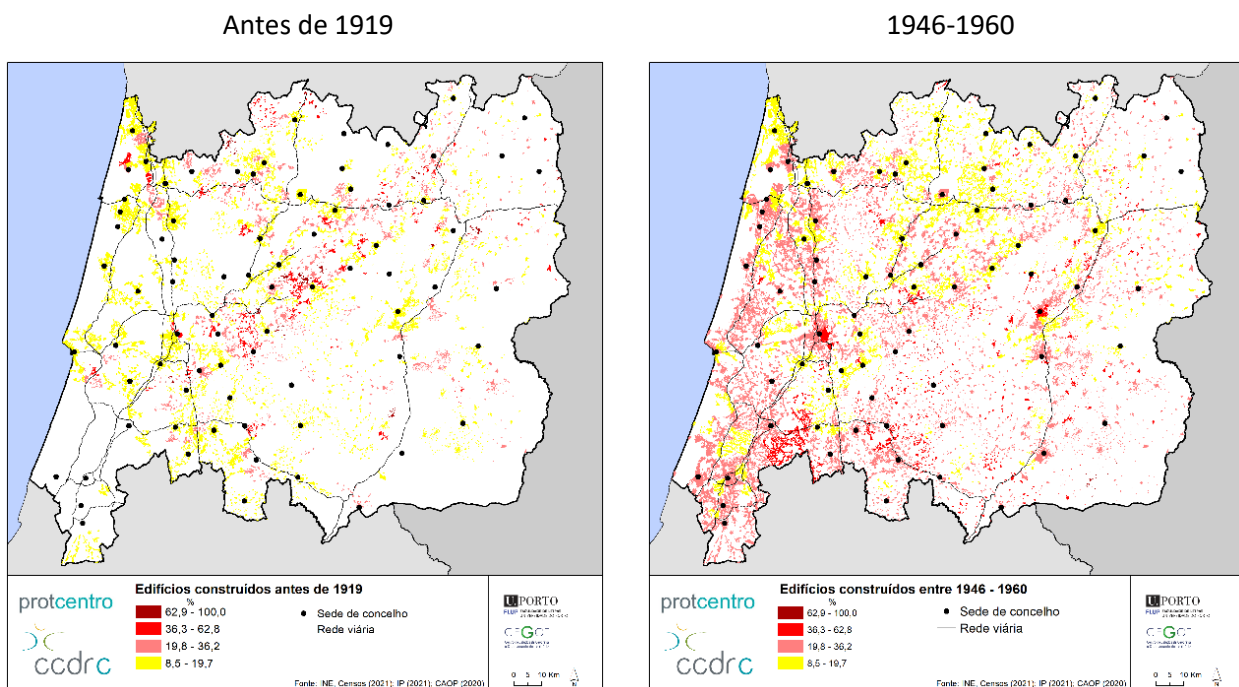 Antes de 1919
1946-1960
protcentro
ccdrc
Edifícios construídos antes de 1919
%
62,9 - 100,0
36,3 - 62,8
19,8 - 36,2
8,5 - 19,7
Sede de concelho
Rede viária
U.PORTO
CEGOT
0 5 10 Km
Fonte: INE, Censos (2021); IP (2021); CAOP (2020)
protcentro
ccdrc
Edifícios construídos entre 1946 - 1960
%
62,9 - 100,0
36,3 - 62,8
19,8 - 36,2
8,5 - 19,7
Sede de concelho
Rede viária
U.PORTO
CEGOT
0 5 10 Km
Fonte: INE, Censos (2021); IP (2021); CAOP (2020)